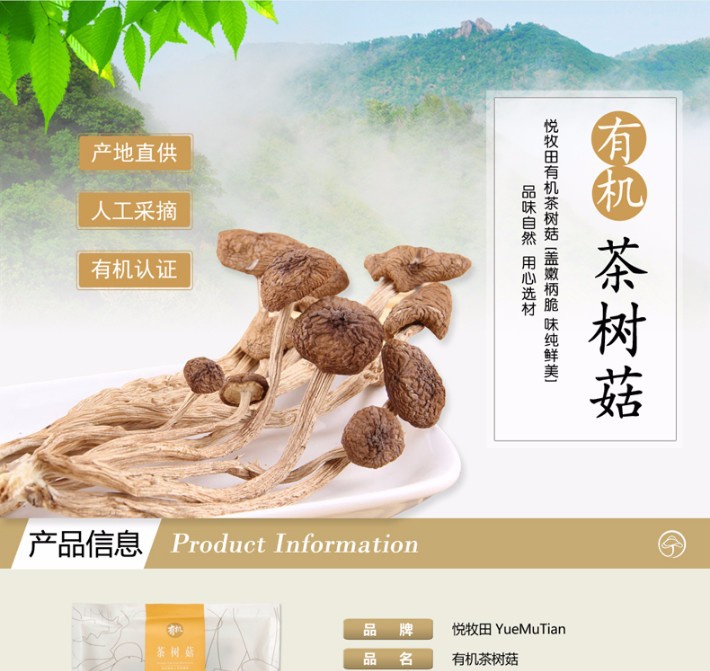 产地直供
人工采摘
有机认证
有机
茶树菇
悦牧田有机茶树菇[盖嫩柄脆 味纯鲜美]
品味自然 用心选材
产品信息 Product Information
有机
茶树菇
品 牌 悦牧田 YueMuTian
品 名 有机茶树菇